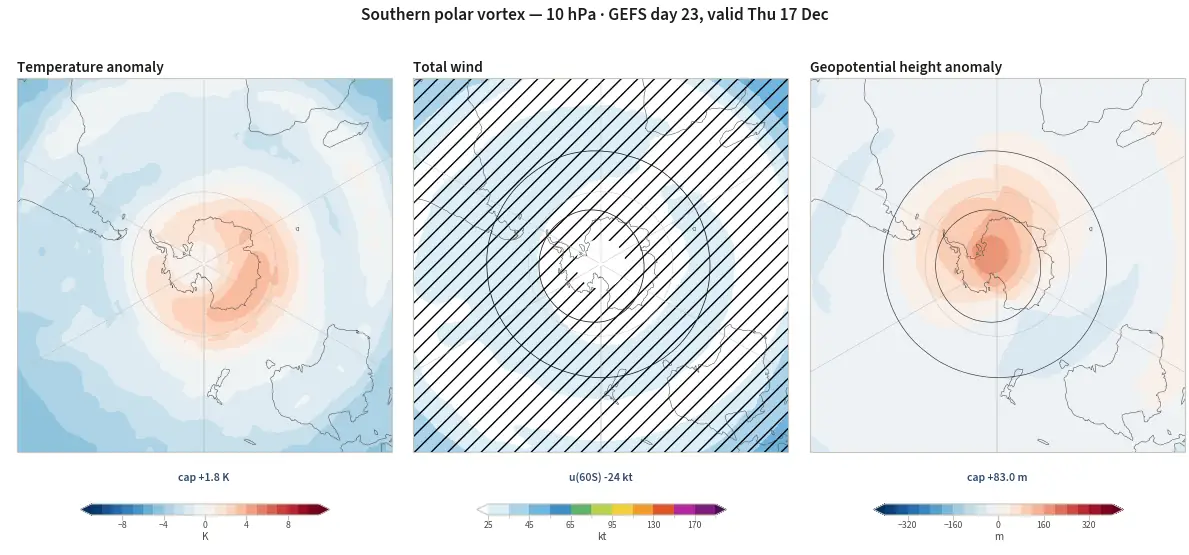 Southern polar vortex — 10 hPa · GEFS day 23, valid Thu 17 Dec
Temperature anomaly
Total wind
Geopotential height anomaly
cap +1.8 K
u(60S) -24 kt
cap +83.0 m
−8 −4 0 4 8
K
25 45 65 95 130 170
kt
−320 −160 0 160 320
m